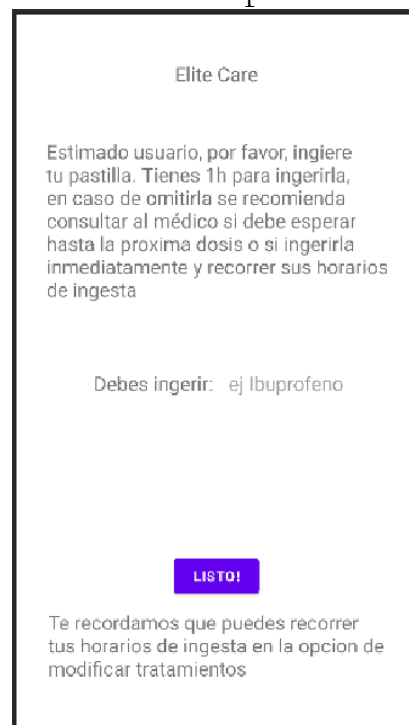 Elite Care
Estimado usuario, por favor, ingiere
tu pastilla. Tienes 1h para ingerirla,
en caso de omitirla se recomienda
consultar al médico si debe esperar
hasta la proxima dosis o si ingerirla
inmediatamente y recorrer sus horarios
de ingesta
Debes ingerir: ej Ibuprofeno
LISTO!
Te recordamos que puedes recorrer
tus horarios de ingesta en la opcion de
modificar tratamientos